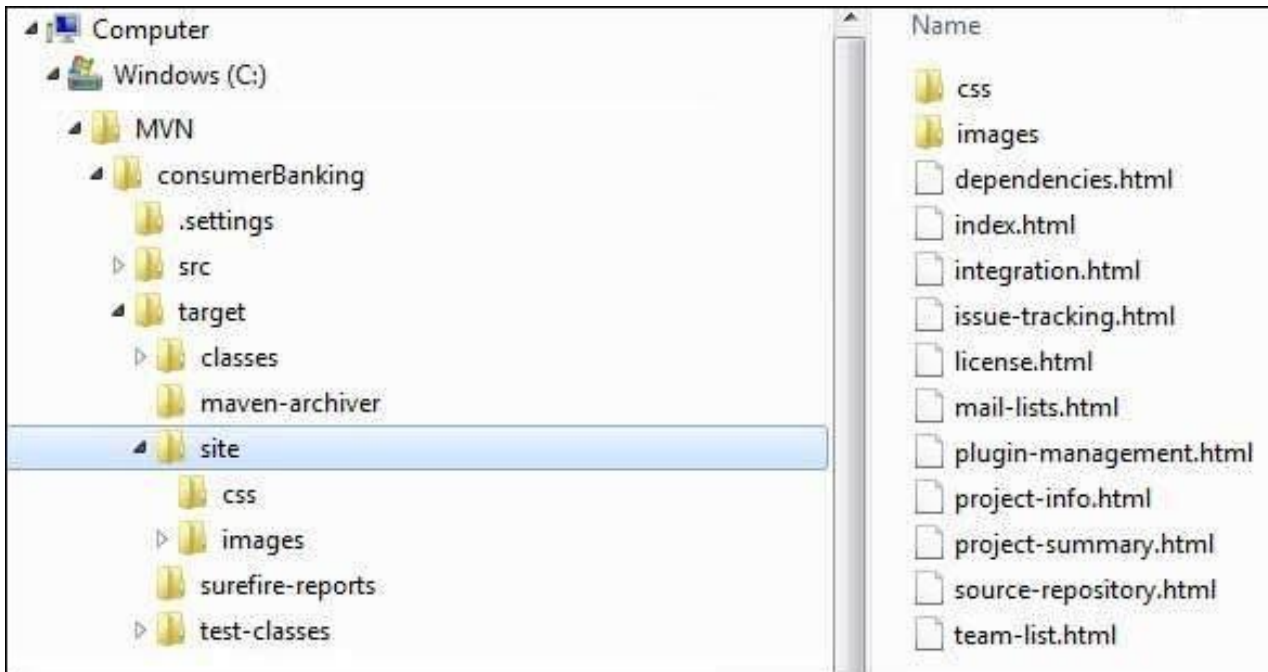 Computer
Windows (C:)
MVN
consumerBanking
.settings
src
target
classes
maven-archiver
site
css
images
surefire-reports
test-classes
Name
css
images
dependencies.html
index.html
integration.html
issue-tracking.html
license.html
mail-lists.html
plugin-management.html
project-info.html
project-summary.html
source-repository.html
team-list.html